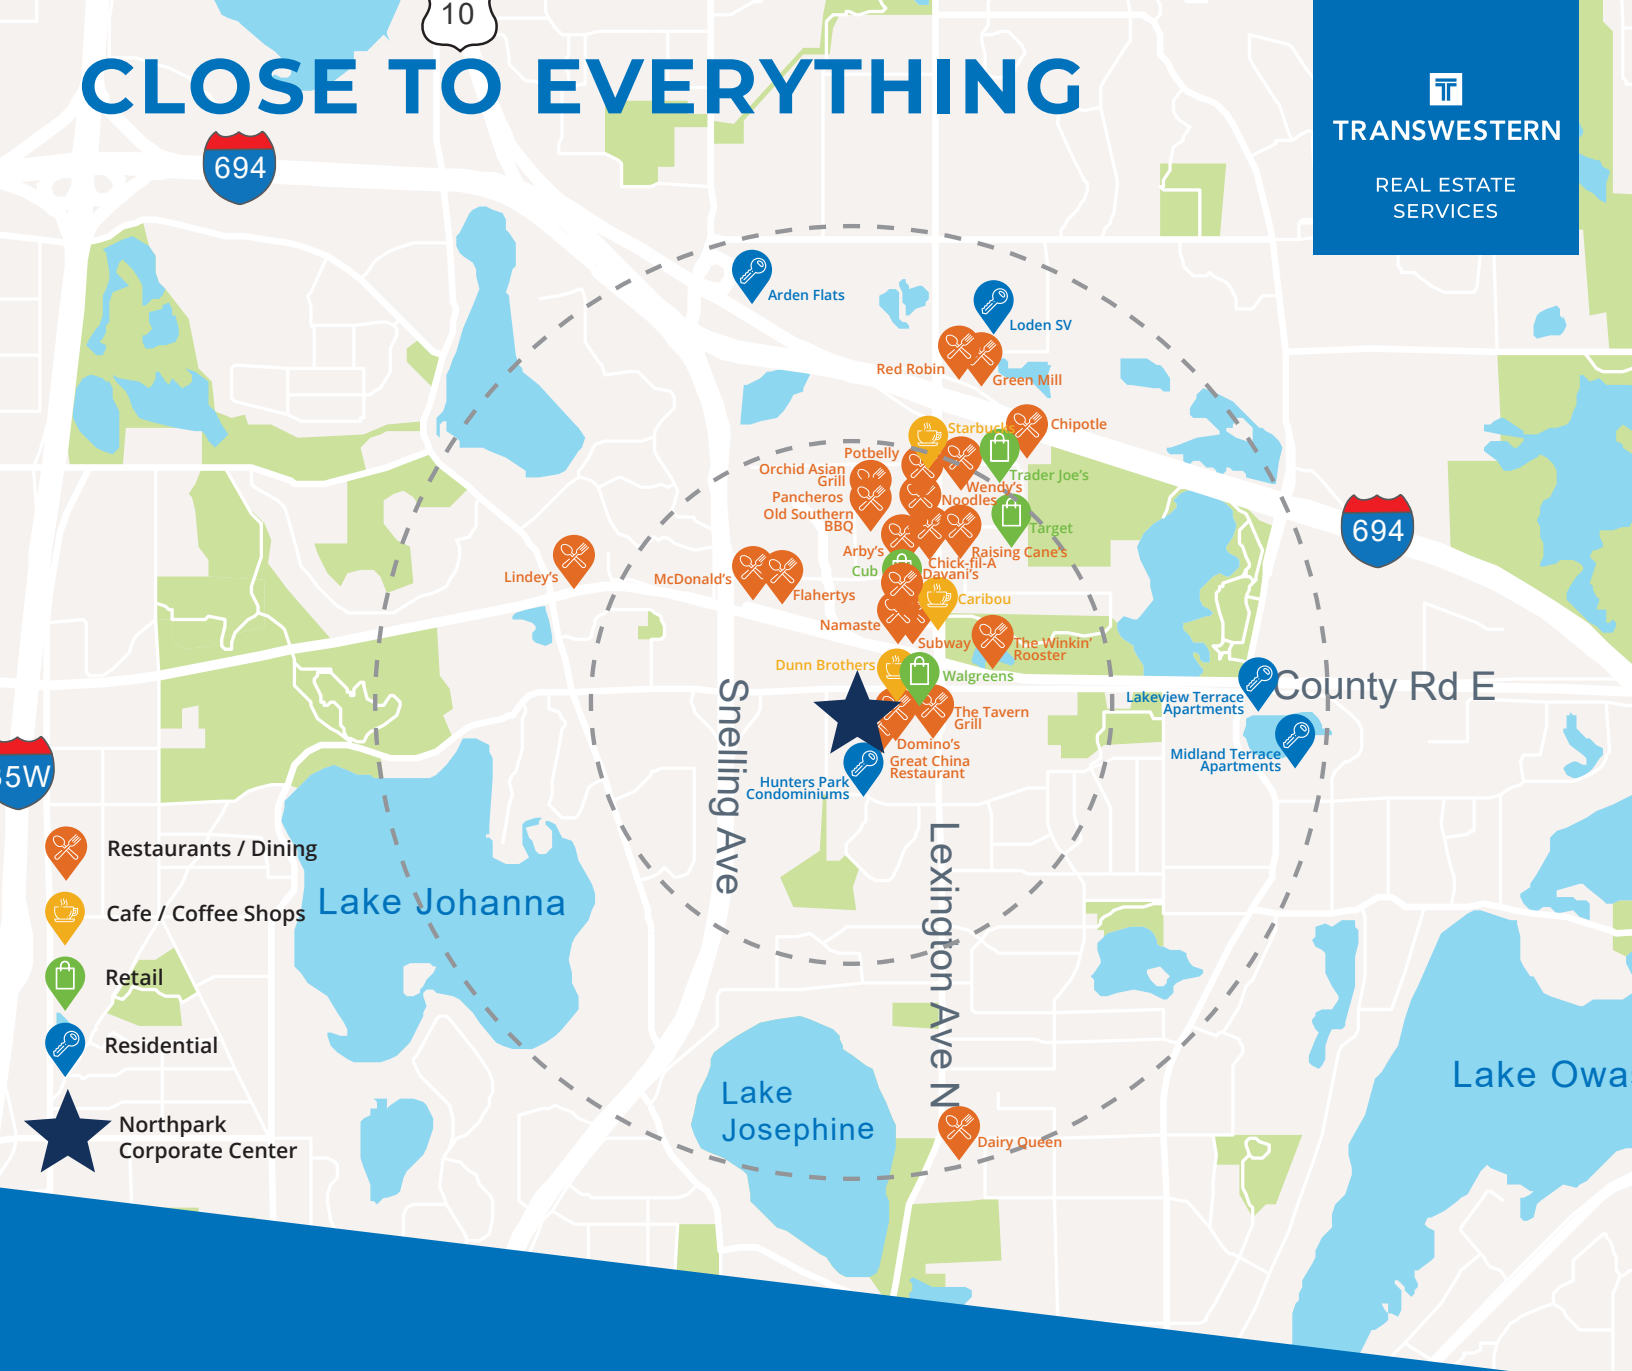 10
CLOSE TO EVERYTHING
TRANSWESTERN
REAL ESTATE
SERVICES
694
Arden Flats
Loden SV
Red Robin
Green Mill
Chipotle
Starbucks
Potbelly
Orchid Asian
Grill
Trader Joe's
Wendy's
Pancheros
Noodles
Old Southern
BBQ
Target
694
Arby's
Raising Cane's
Chick-fil-A
Cub
Davani's
Lindey's
McDonald's
Flahertys
Caribou
Namaste
Subway
The Winkin'
Rooster
Dunn Brothers
Walgreens
County Rd E
Lakeview Terrace
Apartments
Snelling Ave
The Tavern
Grill
Domino's
Great China
Restaurant
Midland Terrace
Apartments
Hunters Park
Condominiums
35W
Lexington Ave N
Restaurants / Dining
Cafe / Coffee Shops
Lake Johanna
Retail
Residential
Lake Owa
Lake
Josephine
Northpark
Corporate Center
Dairy Queen